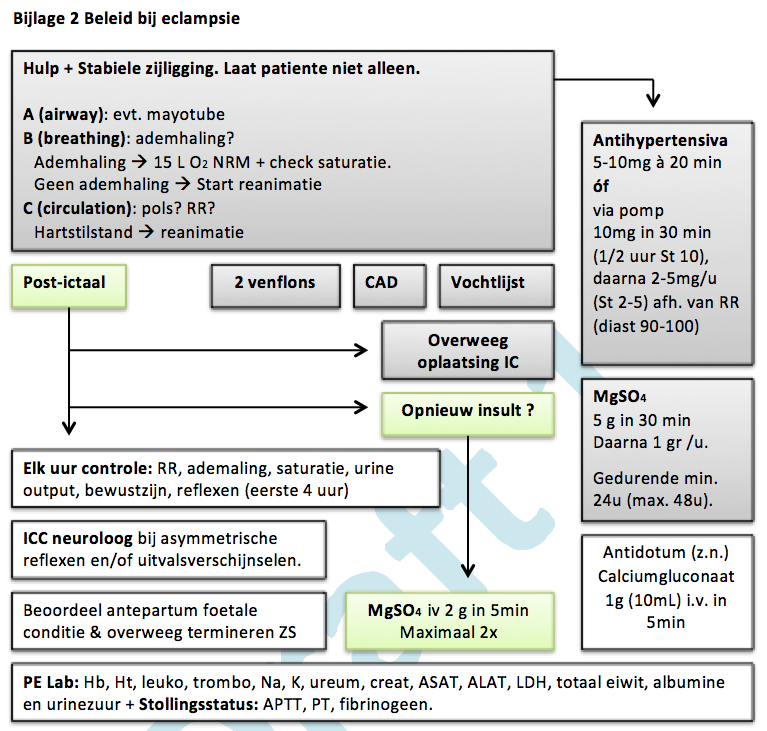 Bijlage 2 Beleid bij eclampsie
Hulp + Stabiele zijligging. Laat patiente niet alleen.
A (airway): evt. mayotube
B (breathing): ademhaling?
Ademhaling → 15 L O₂ NRM + check saturatie.
Geen ademhaling → Start reanimatie
C (circulation): pols? RR?
Hartstilstand → reanimatie
Antihypertensiva
5-10mg à 20 min
óf
via pomp
10mg in 30 min
(1/2 uur St 10),
daarna 2-5mg/u
(St 2-5) afh. van RR
(diast 90-100)
Post-ictaal
2 venflons
CAD
Vochtlijst
Overweeg
oplaatsing IC
Opnieuw insult ?
MgSO₄
5 g in 30 min
Daarna 1 gr /u.
Gedurende min.
24u (max. 48u).
Elk uur controle: RR, ademaling, saturatie, urine
output, bewustzijn, reflexen (eerste 4 uur)
ICC neuroloog bij asymmetrische
reflexen en/of uitvalsverschijnselen.
Antidotum (z.n.)
Calciumgluconaat
1g (10mL) i.v. in
5min
Beoordeel antepartum foetale
conditie & overweeg termineren ZS
MgSO₄ iv 2 g in 5min
Maximaal 2x
PE Lab: Hb, Ht, leuko, trombo, Na, K, ureum, creat, ASAT, ALAT, LDH, totaal eiwit, albumine
en urinezuur + Stollingsstatus: APTT, PT, fibrinogeen.